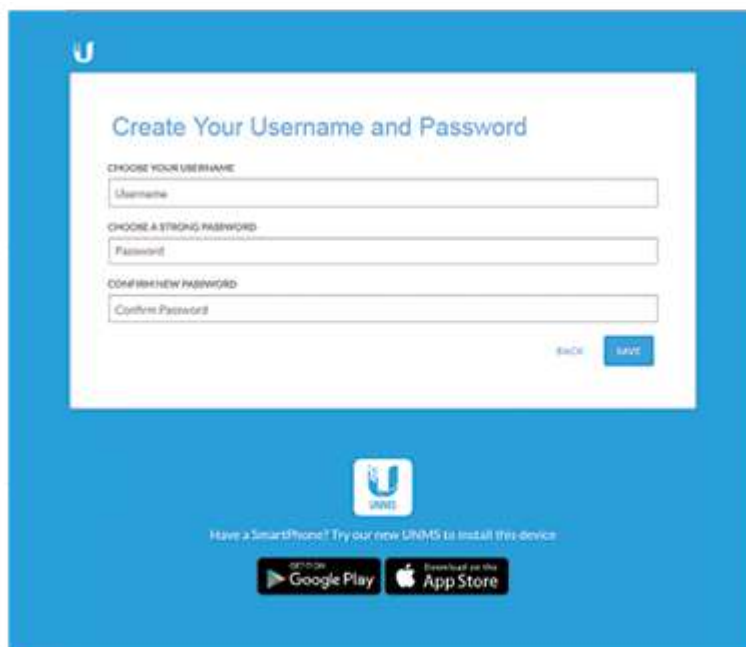 U
Create Your Username and Password
CHOOSE YOUR USERNAME
Username
CHOOSE A STRONG PASSWORD
Password
CONFIRM NEW PASSWORD
Confirm Password
BACK SAVE
U
UNMS
Have a SmartPhone? Try our new UNMS to install this device
GET IT ON
Google Play
Download on the
App Store